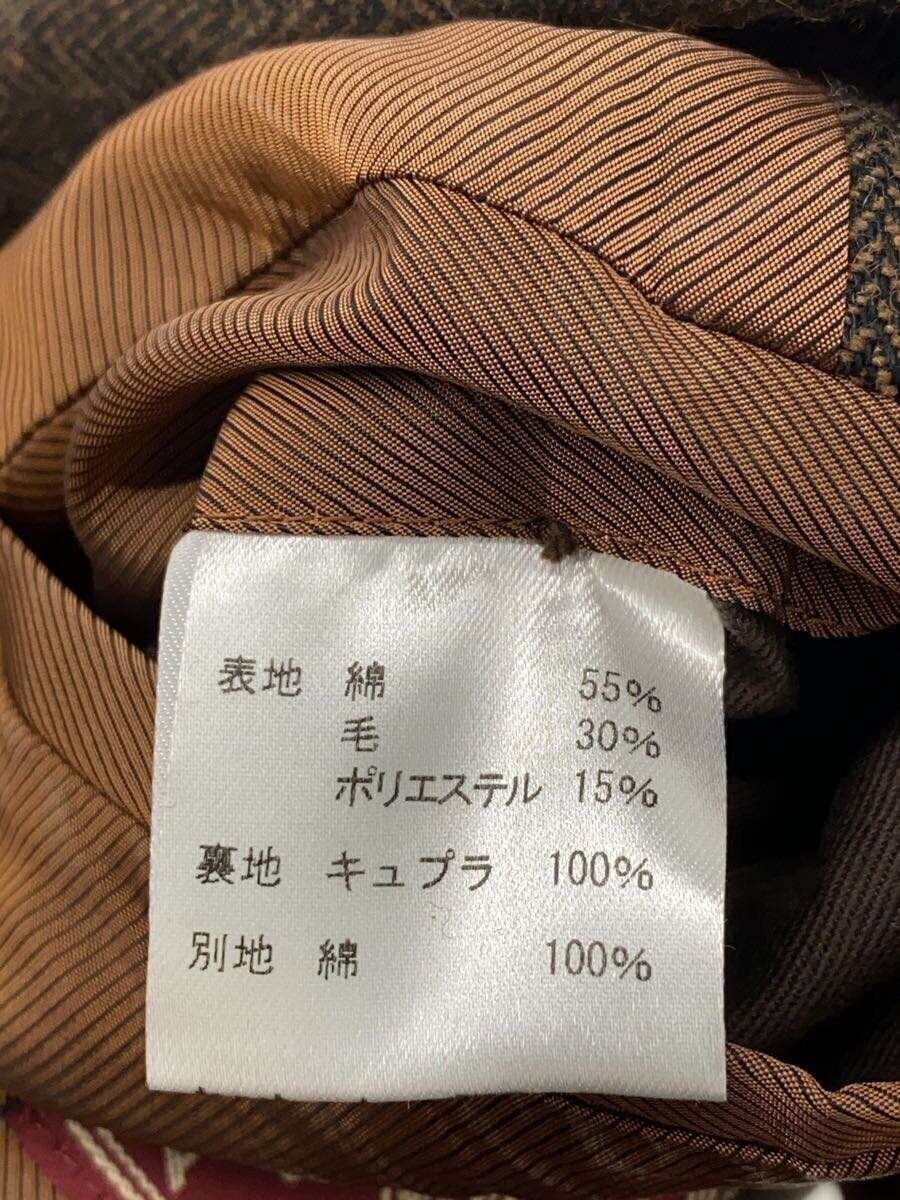 表地 綿 55%
毛 30%
ポリエステル 15%
裏地 キュプラ 100%
別地 綿 100%